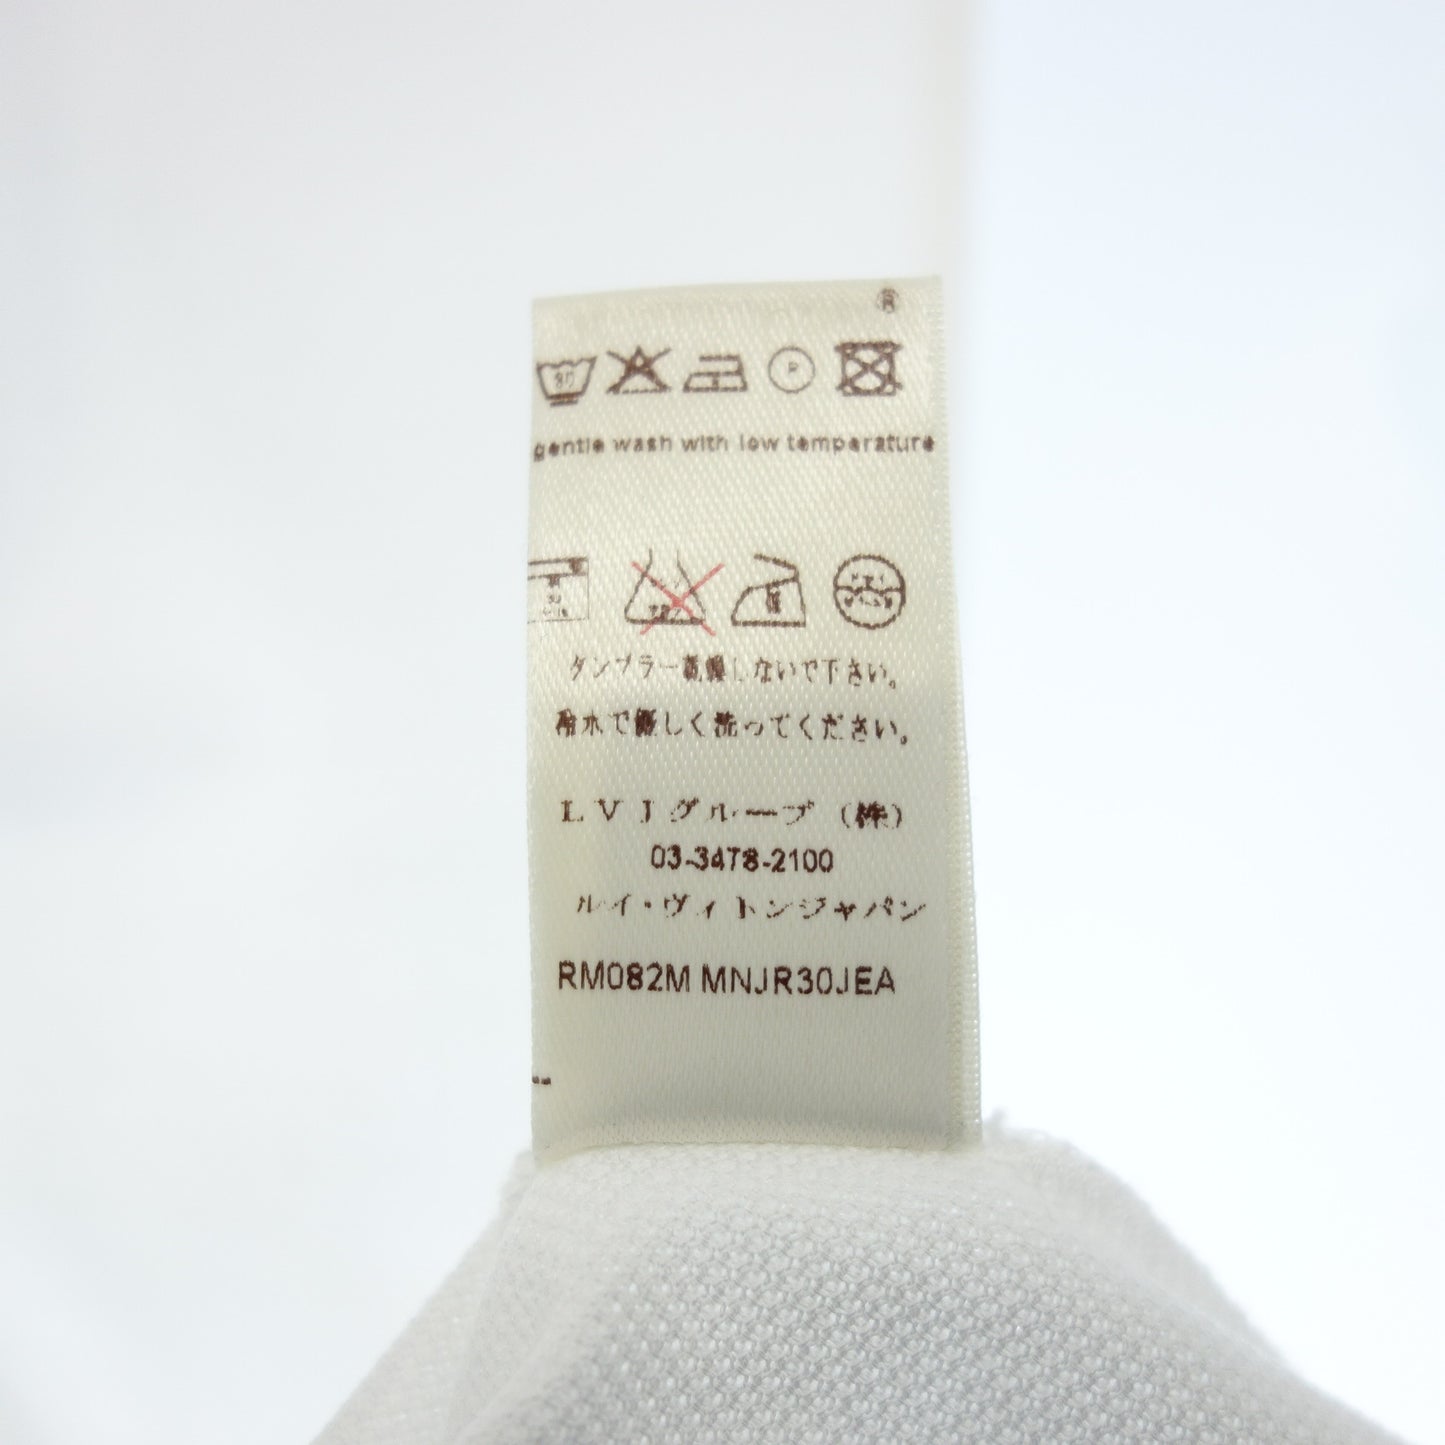 ®
P
gentle wash with low temperature
タンブラー乾燥しないで下さい。
冷水で優しく洗ってください。
LVJグループ（株）
03-3478-2100
ルイ・ヴィトンジャパン
RM082M MNJR30JEA